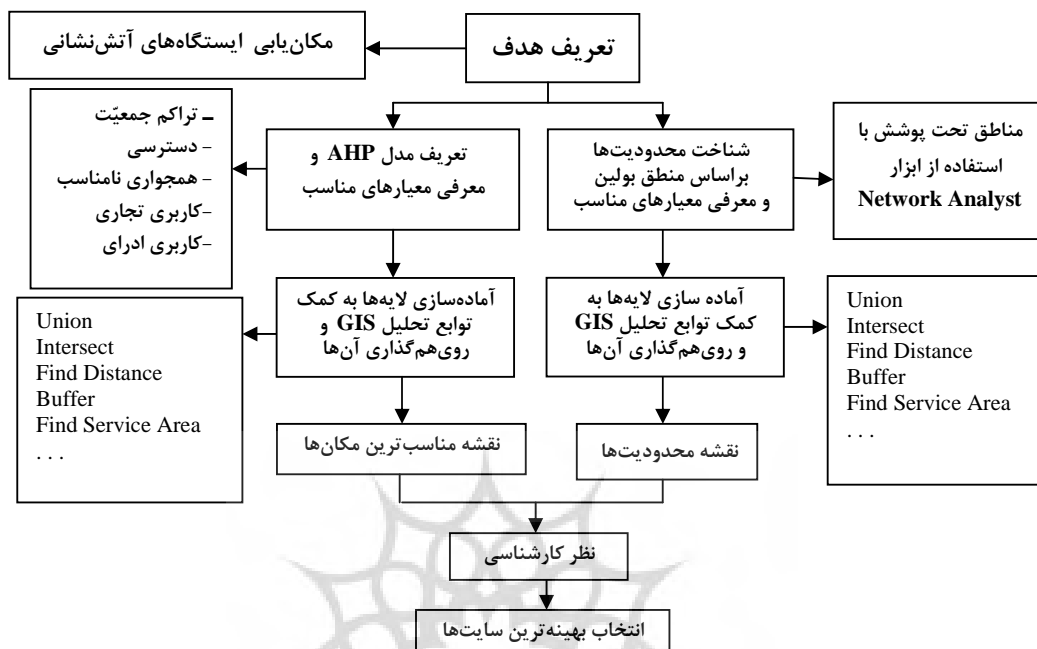 مکان‌یابی ایستگاه‌های آتش‌نشانی
تعریف هدف
ـ تراکم جمعیّت
- دسترسی
- همجواری نامناسب
-کاربری تجاری
-کاربری ادرای
تعریف مدل AHP و
معرفی معیارهای مناسب
شناخت محدودیت‌ها
براساس منطق بولین
و معرفی معیارهای مناسب
مناطق تحت پوشش با
استفاده از ابزار
Network Analyst
Union
Intersect
Find Distance
Buffer
Find Service Area
. . .
آماده‌سازی لایه‌ها به کمک
توابع تحلیل GIS و
روی‌هم‌گذاری آن‌ها
آماده سازی لایه‌ها به
کمک توابع تحلیل GIS
و روی‌هم‌گذاری آن‌ها
Union
Intersect
Find Distance
Buffer
Find Service Area
. . .
نقشه مناسب‌ترین مکان‌ها
نقشه محدودیت‌ها
نظر کارشناسی
انتخاب بهینه‌ترین سایت‌ها